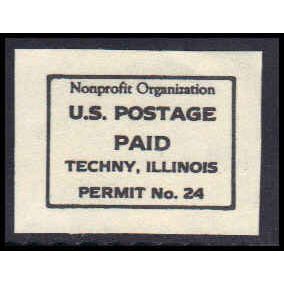 Nonprofit Organization
U.S. POSTAGE
PAID
TECHNY, ILLINOIS
PERMIT No. 24